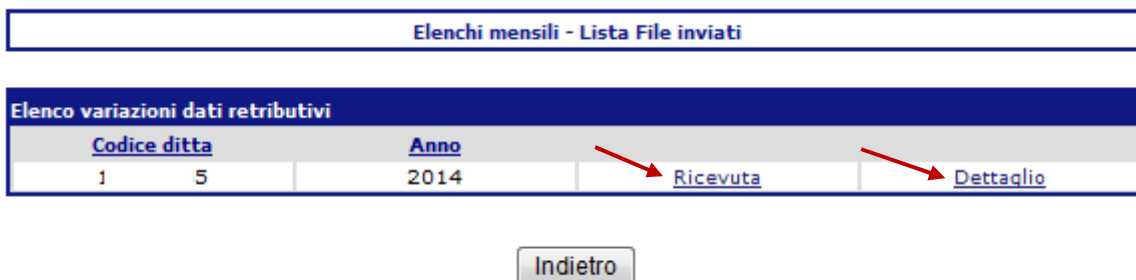 Elenchi mensili - Lista File inviati
Elenco variazioni dati retributivi
Codice ditta Anno
1 5 2014 Ricevuta Dettaglio
Indietro